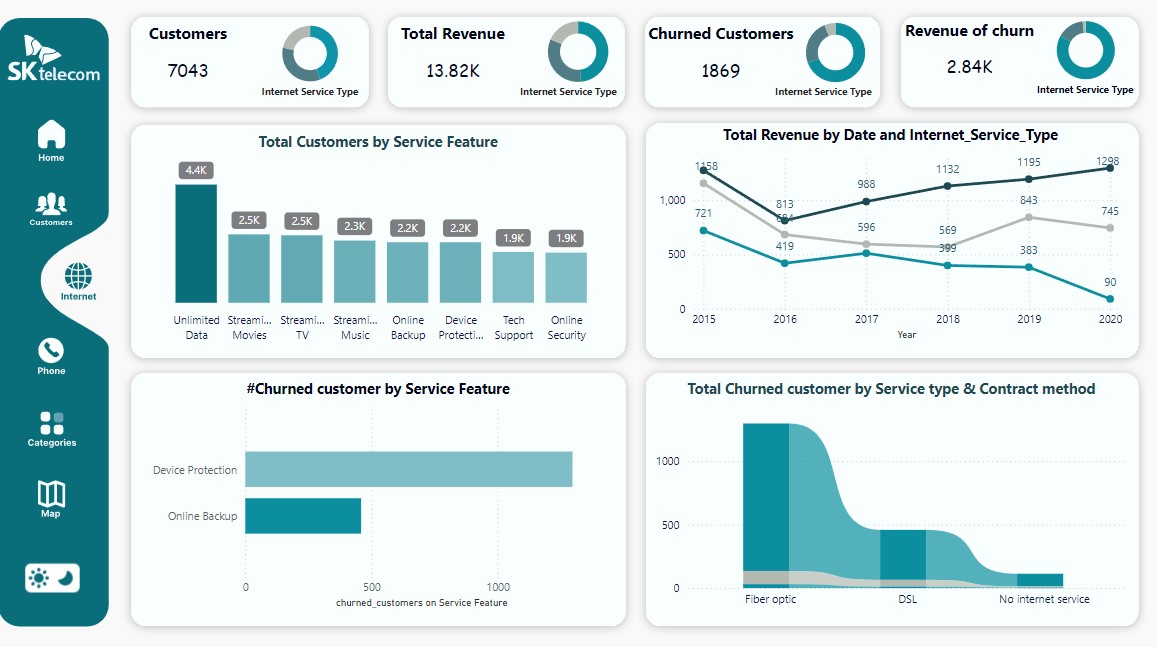 SK telecom
Home
Customers
Internet
Phone
Categories
Map
Customers
7043
Internet Service Type
Total Revenue
13.82K
Internet Service Type
Churned Customers
1869
Internet Service Type
Revenue of churn
2.84K
Internet Service Type
Total Customers by Service Feature
4.4K
2.5K
2.5K
2.3K
2.2K
2.2K
1.9K
1.9K
Unlimited Data
Streami... Movies
Streami... TV
Streami... Music
Online Backup
Device Protecti...
Tech Support
Online Security
Total Revenue by Date and Internet_Service_Type
1,000
500
0
1158
813
988
1132
1195
1298
596
569
843
745
721
419
399
383
90
2015
2016
2017
2018
2019
2020
Year
#Churned customer by Service Feature
Device Protection
Online Backup
0
500
1000
churned_customers on Service Feature
Total Churned customer by Service type & Contract method
1000
500
0
Fiber optic
DSL
No internet service